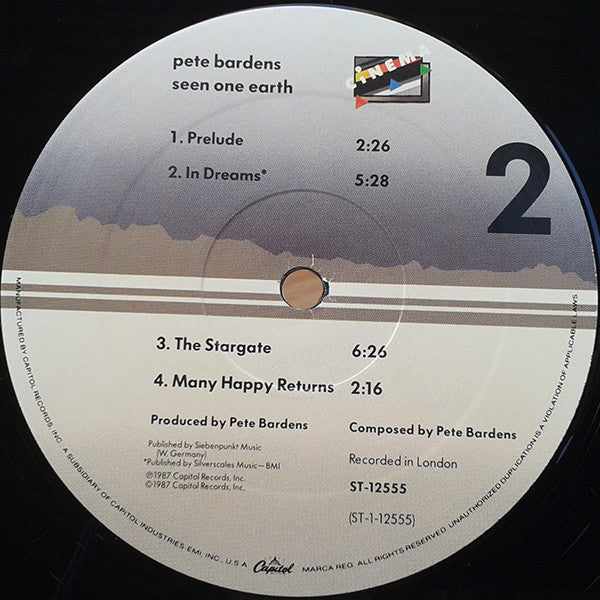 pete bardens
seen one earth
CINEMA
2
1. Prelude 2:26
2. In Dreams* 5:28
3. The Stargate 6:26
4. Many Happy Returns 2:16
Produced by Pete Bardens
Composed by Pete Bardens
Published by Siebenpunkt Music
(W. Germany)
*Published by Silverscales Music—BMI
℗1987 Capitol Records, Inc.
©1987 Capitol Records, Inc.
Recorded in London
ST-12555
(ST-1-12555)
MANUFACTURED BY CAPITOL RECORDS, INC. A SUBSIDIARY OF CAPITOL INDUSTRIES-EMI, INC., U.S.A. Capitol MARCA REG. ALL RIGHTS RESERVED. UNAUTHORIZED DUPLICATION IS A VIOLATION OF APPLICABLE LAWS